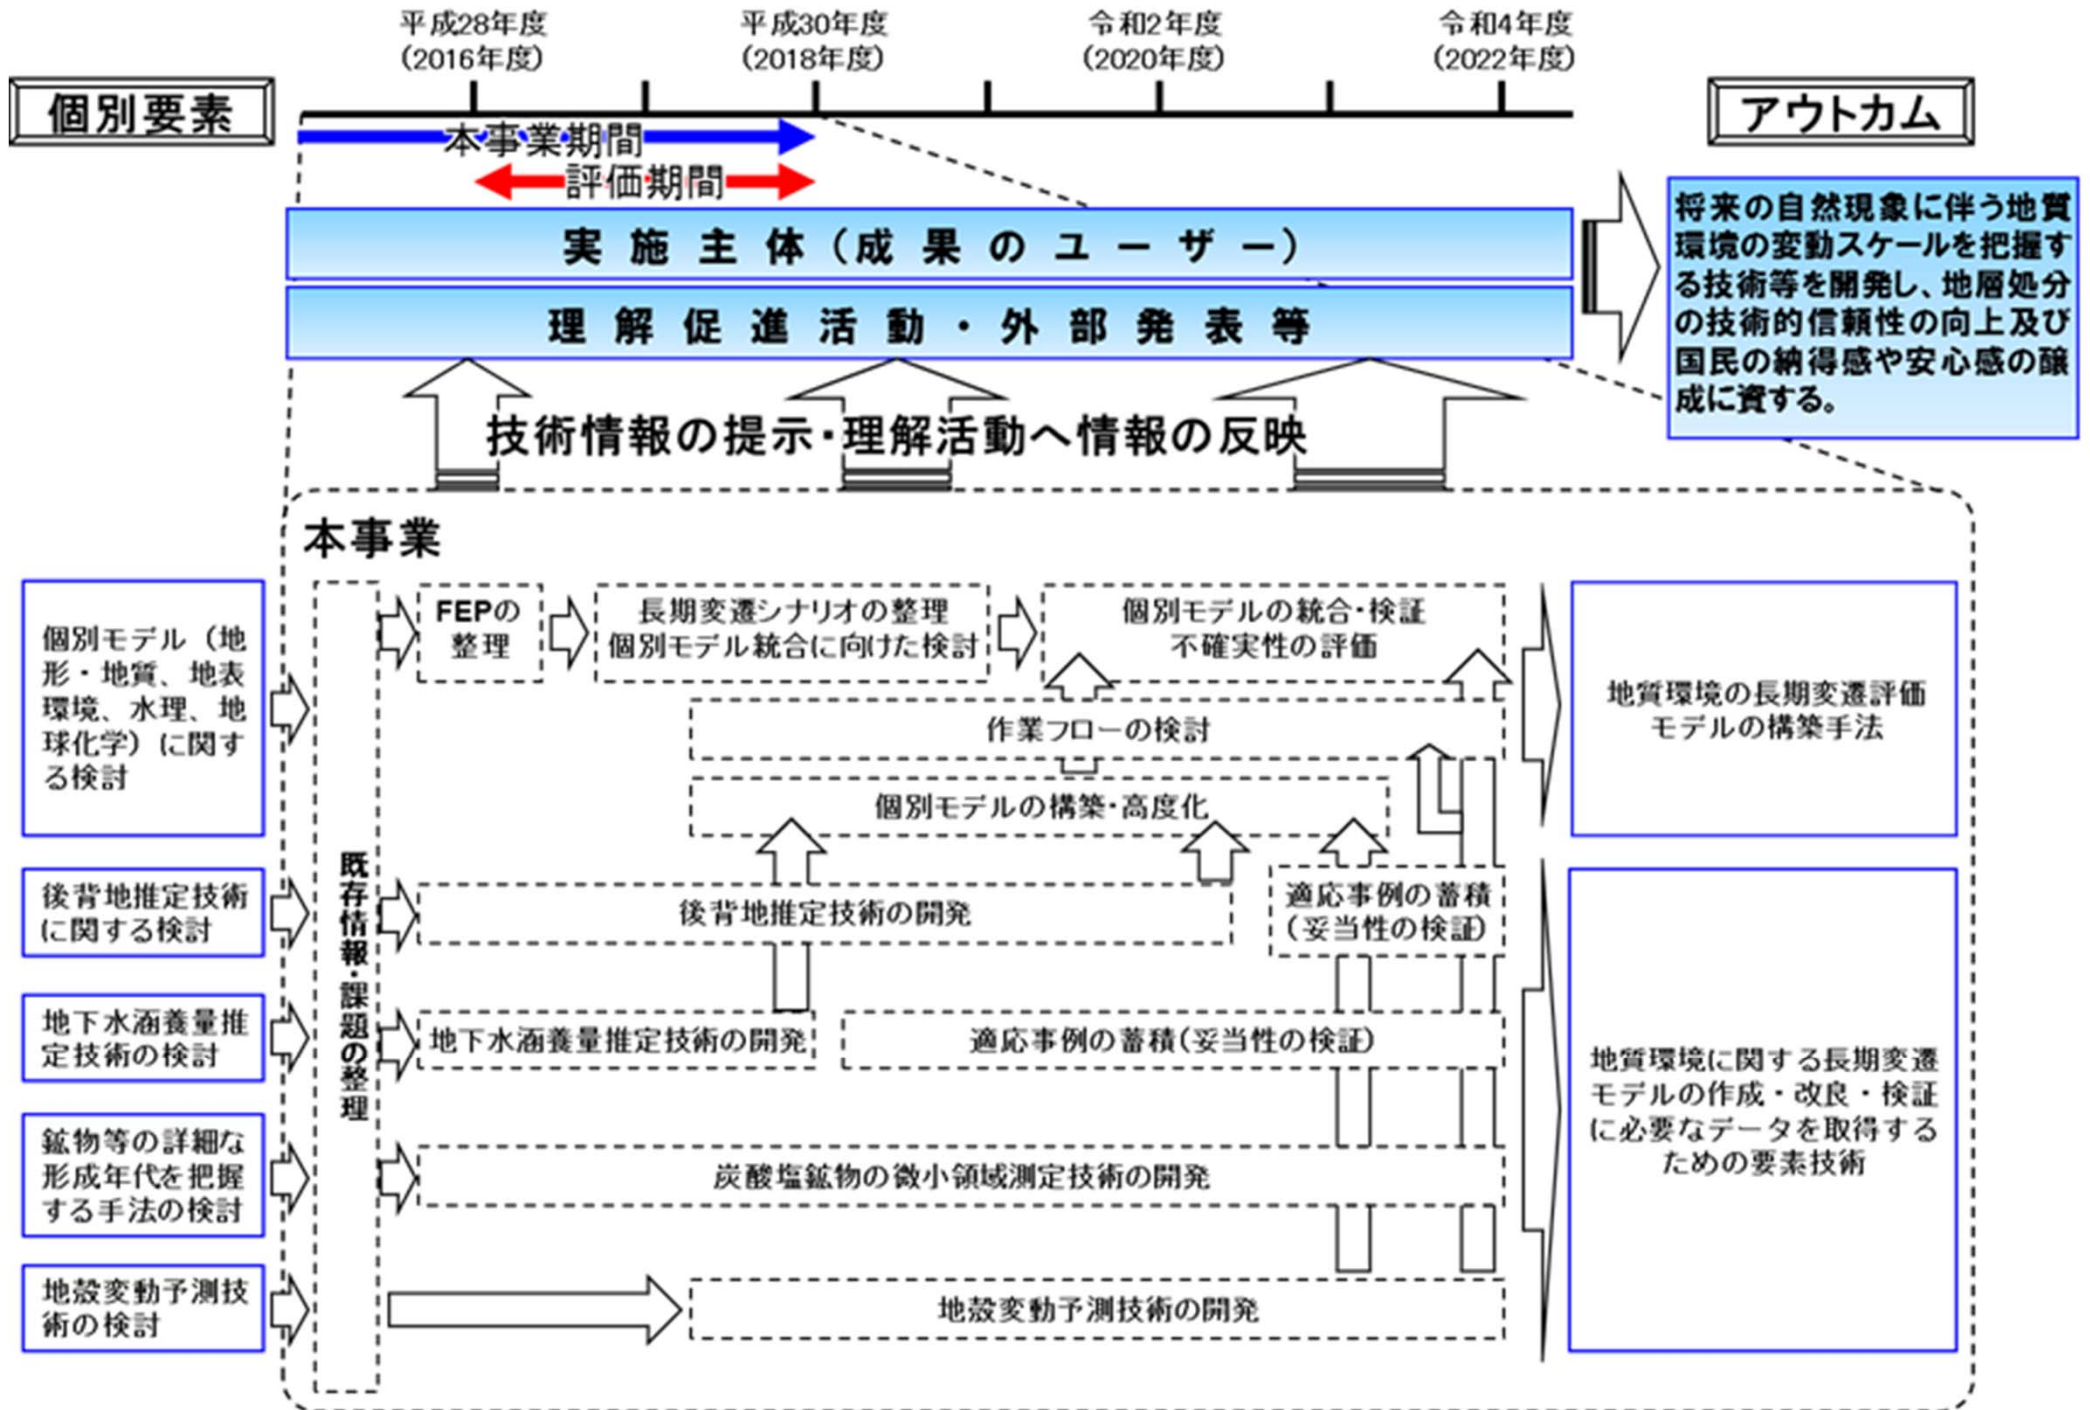 平成28年度
(2016年度)
平成30年度
(2018年度)
令和2年度
(2020年度)
令和4年度
(2022年度)
個別要素
アウトカム
本事業期間
評価期間
実施主体（成果のユーザー）
理解促進活動・外部発表等
将来の自然現象に伴う地質
環境の変動スケールを把握す
る技術等を開発し、地層処分
の技術的信頼性の向上及び
国民の納得感や安心感の醸
成に資する。
技術情報の提示・理解活動へ情報の反映
本事業
個別モデル（地
形・地質、地表
環境、水理、地
球化学）に関す
る検討
後背地推定技術
に関する検討
地下水涵養量推
定技術の検討
鉱物等の詳細な
形成年代を把握
する手法の検討
地殻変動予測技
術の検討
既存情報・課題の整理
FEPの
整理
長期変遷シナリオの整理
個別モデル統合に向けた検討
個別モデルの統合・検証
不確実性の評価
作業フローの検討
個別モデルの構築・高度化
後背地推定技術の開発
適応事例の蓄積
(妥当性の検証)
地下水涵養量推定技術の開発
適応事例の蓄積(妥当性の検証)
炭酸塩鉱物の微小領域測定技術の開発
地殻変動予測技術の開発
地質環境の長期変遷評価
モデルの構築手法
地質環境に関する長期変遷
モデルの作成・改良・検証
に必要なデータを取得する
ための要素技術